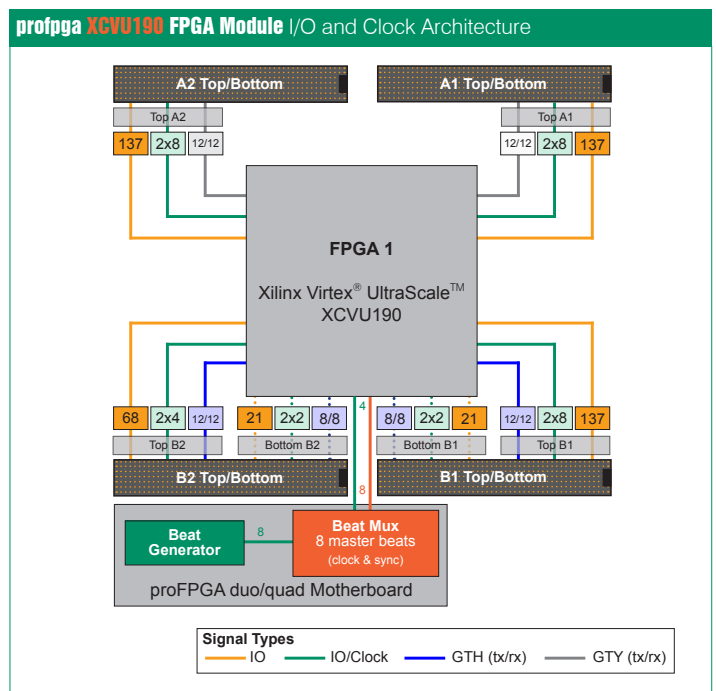 profpga XCVU190 FPGA Module I/O and Clock Architecture
A2 Top/Bottom
A1 Top/Bottom
Top A2
Top A1
137 2x8 12/12
12/12 2x8 137
FPGA 1
Xilinx Virtex® UltraScale™
XCVU190
68 2x4 12/12
21 2x2 8/8
4
8/8 2x2 21
12/12 2x8 137
Top B2
Bottom B2
Bottom B1
Top B1
B2 Top/Bottom
B1 Top/Bottom
8
Beat
Generator
8
Beat Mux
8 master beats
(clock & sync)
proFPGA duo/quad Motherboard
Signal Types
IO IO/Clock GTH (tx/rx) GTY (tx/rx)